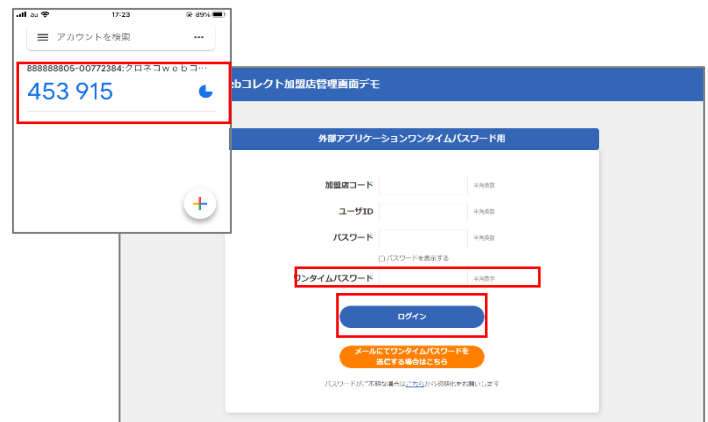 au 17:23 89%
アカウントを検索
888888805-00772384:クロネコｗｅｂコ…
453 915
ebコレクト加盟店管理画面デモ
外部アプリケーションワンタイムパスワード用
加盟店コード 半角英数
ユーザID 半角英数
パスワード 半角英数
パスワードを表示する
ワンタイムパスワード 半角数字
ログイン
メールにてワンタイムパスワードを
送信する場合はこちら
パスワードがご不明な場合はこちらから初期化をお願いします